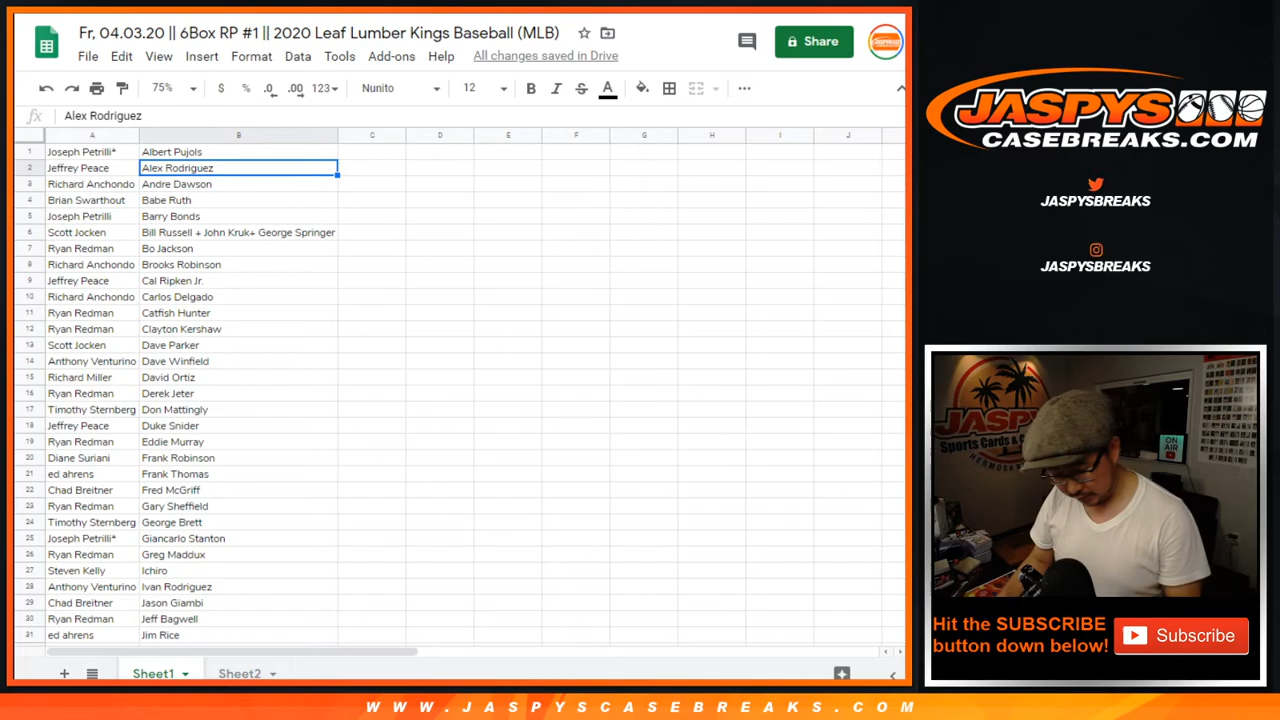 Fr, 04.03.20 || 6Box RP #1 || 2020 Leaf Lumber Kings Baseball (MLB)
File Edit View Insert Format Data Tools Add-ons Help All changes saved in Drive
Share
75% $ % .0 .00 123 Nunito 12 B I S A
fx Alex Rodriguez
A B C D E F G H I J
1 Joseph Petrilli* Albert Pujols
2 Jeffrey Peace Alex Rodriguez
3 Richard Anchondo Andre Dawson
4 Brian Swarthout Babe Ruth
5 Joseph Petrilli Barry Bonds
6 Scott Jocken Bill Russell + John Kruk+ George Springer
7 Ryan Redman Bo Jackson
8 Richard Anchondo Brooks Robinson
9 Jeffrey Peace Cal Ripken Jr.
10 Richard Anchondo Carlos Delgado
11 Ryan Redman Catfish Hunter
12 Ryan Redman Clayton Kershaw
13 Scott Jocken Dave Parker
14 Anthony Venturino Dave Winfield
15 Richard Miller David Ortiz
16 Ryan Redman Derek Jeter
17 Timothy Sternberg Don Mattingly
18 Jeffrey Peace Duke Snider
19 Ryan Redman Eddie Murray
20 Diane Suriani Frank Robinson
21 ed ahrens Frank Thomas
22 Chad Breitner Fred McGriff
23 Ryan Redman Gary Sheffield
24 Timothy Sternberg George Brett
25 Joseph Petrilli* Giancarlo Stanton
26 Ryan Redman Greg Maddux
27 Steven Kelly Ichiro
28 Anthony Venturino Ivan Rodriguez
29 Chad Breitner Jason Giambi
30 Ryan Redman Jeff Bagwell
31 ed ahrens Jim Rice
Sheet1 Sheet2
JASPYS
CASEBREAKS.COM
JASPYSBREAKS
JASPYSBREAKS
JASPYS
Sports Cards &
HERMOSA
ON
AIR
Hit the SUBSCRIBE
button down below!
Subscribe
WWW.JASPYSCASEBREAKS.COM